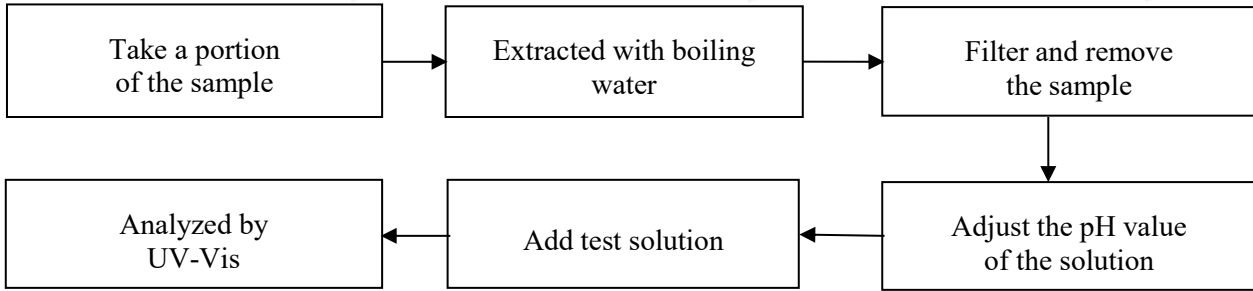 Take a portion
of the sample
Extracted with boiling
water
Filter and remove
the sample
Adjust the pH value
of the solution
Add test solution
Analyzed by
UV-Vis